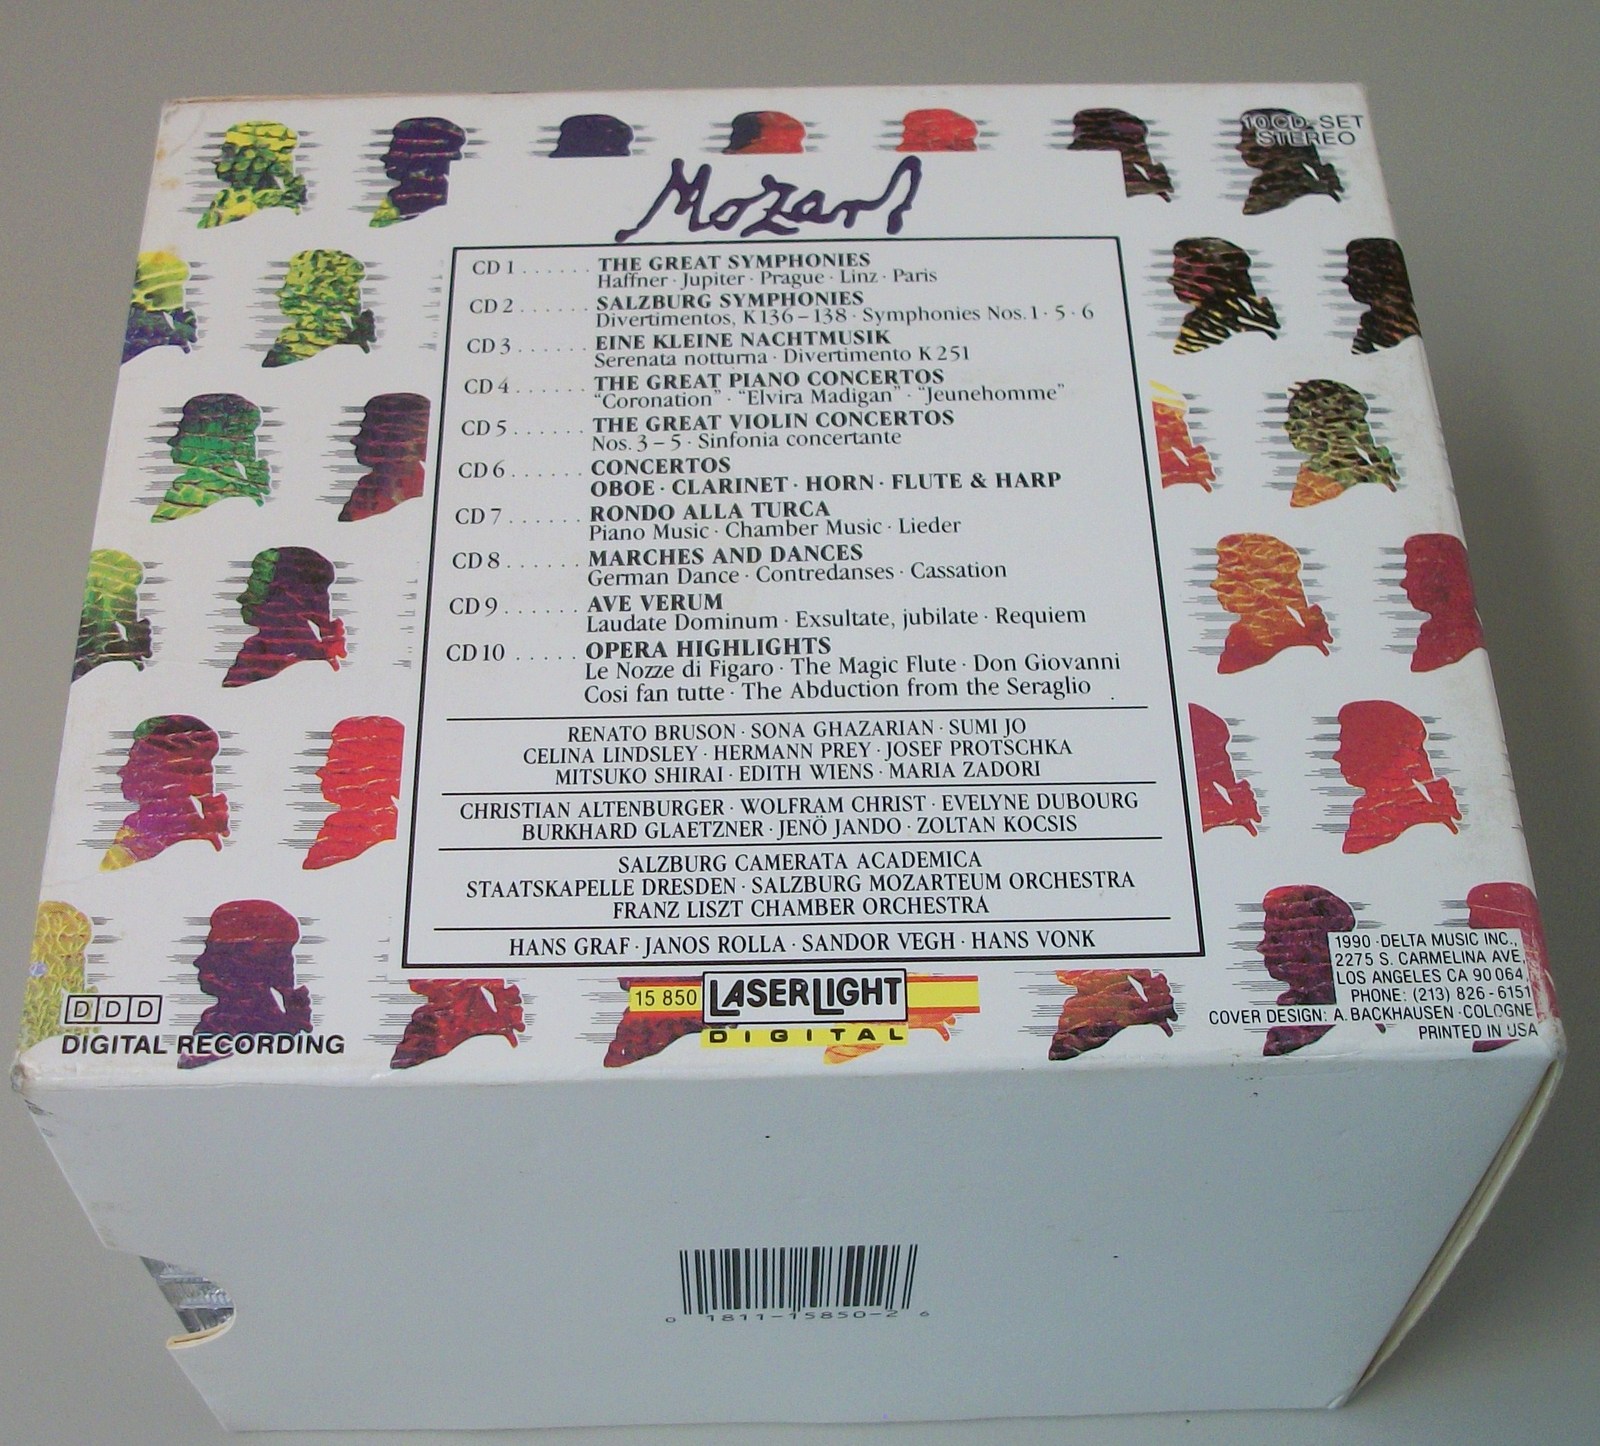 10 CD-SET
STEREO
Mozart
CD 1 ...... THE GREAT SYMPHONIES
Haffner · Jupiter · Prague · Linz · Paris
CD 2 ...... SALZBURG SYMPHONIES
Divertimentos, K 136 – 138 · Symphonies Nos. 1 · 5 · 6
CD 3 ...... EINE KLEINE NACHTMUSIK
Serenata notturna · Divertimento K 251
CD 4 ...... THE GREAT PIANO CONCERTOS
"Coronation" · "Elvira Madigan" · "Jeunehomme"
CD 5 ...... THE GREAT VIOLIN CONCERTOS
Nos. 3 – 5 · Sinfonia concertante
CD 6 ...... CONCERTOS
OBOE · CLARINET · HORN · FLUTE & HARP
CD 7 ...... RONDO ALLA TURCA
Piano Music · Chamber Music · Lieder
CD 8 ...... MARCHES AND DANCES
German Dance · Contredanses · Cassation
CD 9 ...... AVE VERUM
Laudate Dominum · Exsultate, jubilate · Requiem
CD 10 ..... OPERA HIGHLIGHTS
Le Nozze di Figaro · The Magic Flute · Don Giovanni
Cosi fan tutte · The Abduction from the Seraglio
RENATO BRUSON · SONA GHAZARIAN · SUMI JO
CELINA LINDSLEY · HERMANN PREY · JOSEF PROTSCHKA
MITSUKO SHIRAI · EDITH WIENS · MARIA ZADORI
CHRISTIAN ALTENBURGER · WOLFRAM CHRIST · EVELYNE DUBOURG
BURKHARD GLAETZNER · JENÖ JANDO · ZOLTAN KOCSIS
SALZBURG CAMERATA ACADEMICA
STAATSKAPELLE DRESDEN · SALZBURG MOZARTEUM ORCHESTRA
FRANZ LISZT CHAMBER ORCHESTRA
HANS GRAF · JANOS ROLLA · SANDOR VEGH · HANS VONK
DDD
DIGITAL RECORDING
15 850 LASERLIGHT
DIGITAL
1990 · DELTA MUSIC INC.,
2275 S. CARMELINA AVE,
LOS ANGELES CA 90 064,
PHONE: (213) 826 - 6151
COVER DESIGN: A. BACKHAUSEN · COLOGNE
PRINTED IN USA
0 1811-15850-2 6